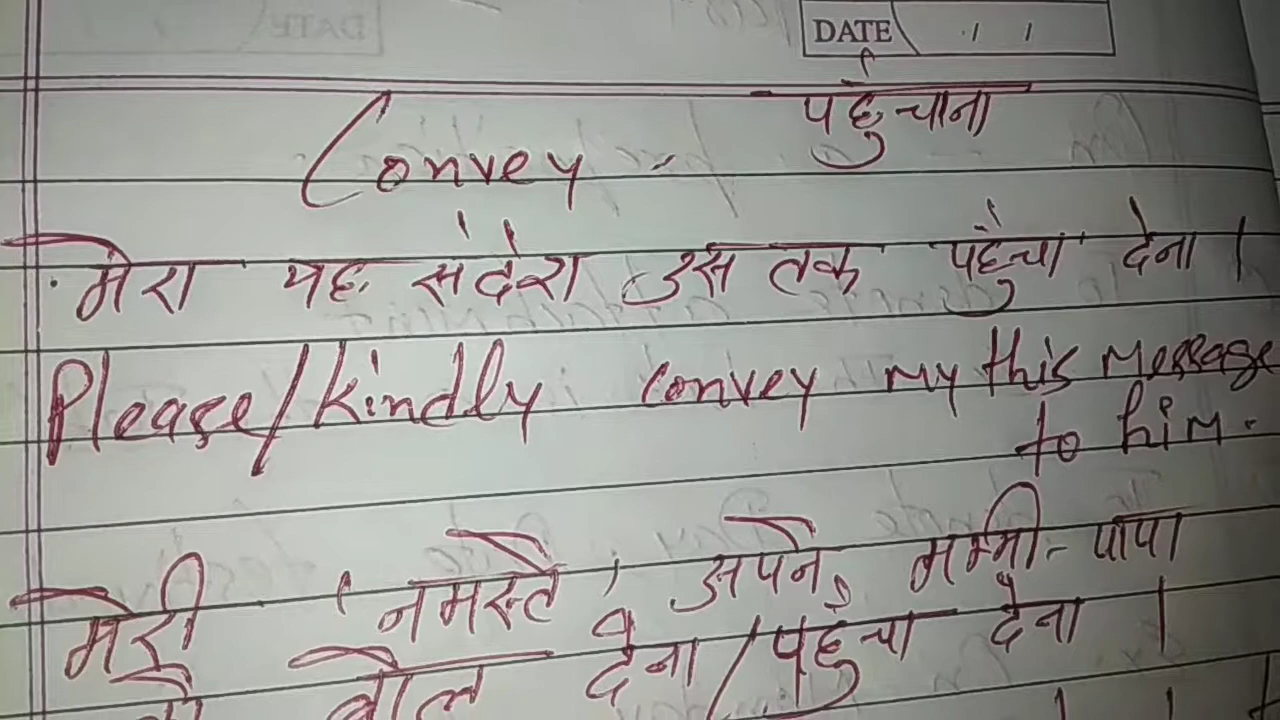 DATE
Convey - पहुँचाना
मेरा यह संदेश उस तक पहुँचा देना ।
Please/kindly convey my this message
to him.
मेरी 'नमस्ते' अपने मम्मी-पापा
को बोल देना/पहुँचा देना ।